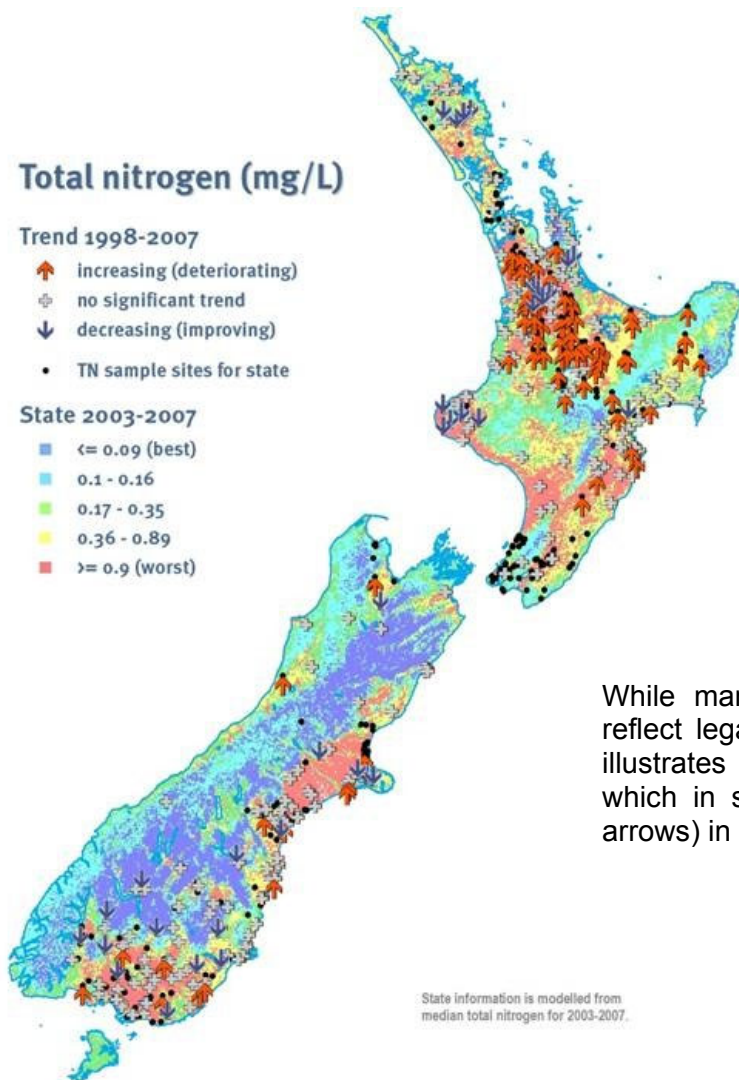 Total nitrogen (mg/L)
Trend 1998-2007
increasing (deteriorating)
no significant trend
decreasing (improving)
TN sample sites for state
State 2003-2007
<= 0.09 (best)
0.1 - 0.16
0.17 - 0.35
0.36 - 0.89
>= 0.9 (worst)
While
reflect
illustrates
which in
arrows) in
State information is modelled from
median total nitrogen for 2003-2007.